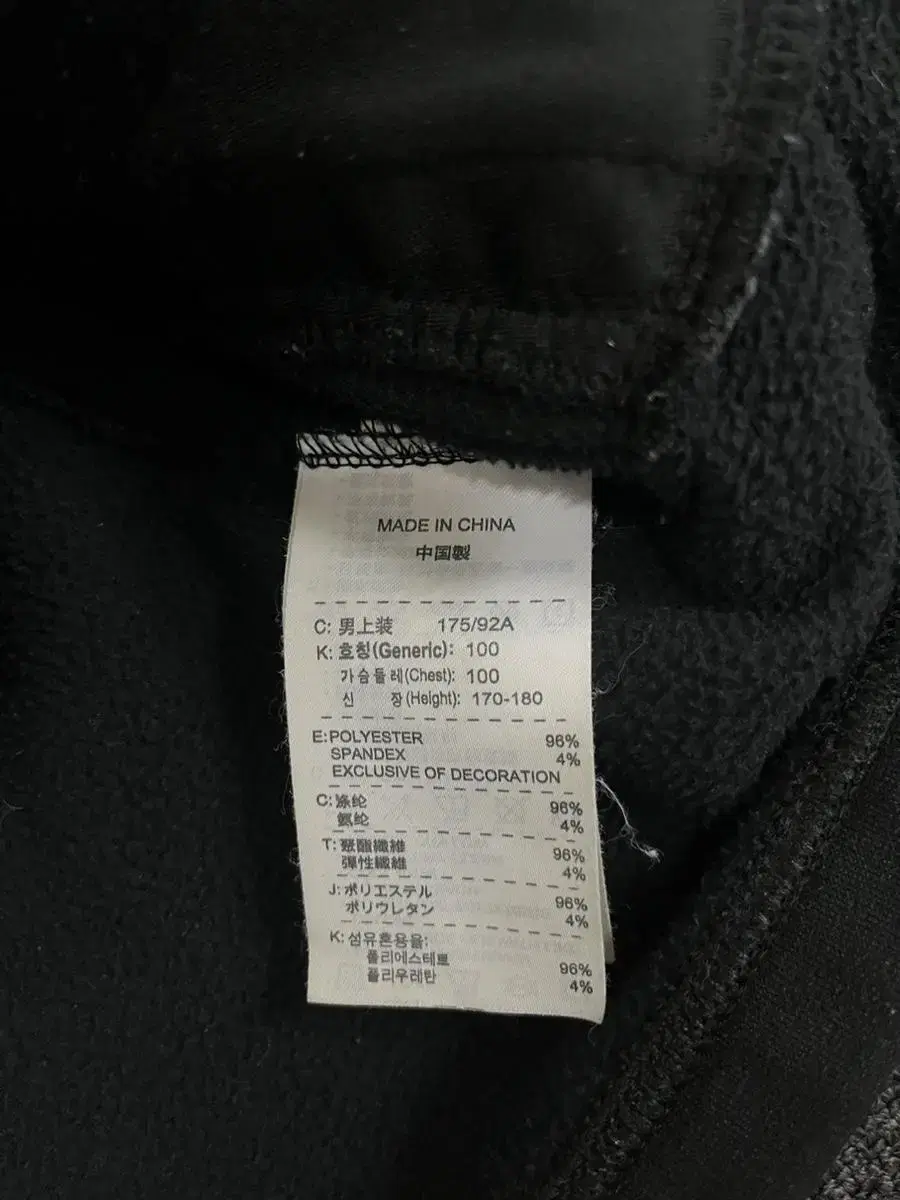 MADE IN CHINA
中国製
C: 男上装 175/92A
K: 호칭(Generic): 100
가슴둘레(Chest): 100
신 장(Height): 170-180
E:POLYESTER 96%
SPANDEX 4%
EXCLUSIVE OF DECORATION
C:涤纶 96%
氨纶 4%
T:聚酯纖維 96%
彈性纖維 4%
J:ポリエステル 96%
ポリウレタン 4%
K:섬유혼용율:
폴리에스테르 96%
폴리우레탄 4%